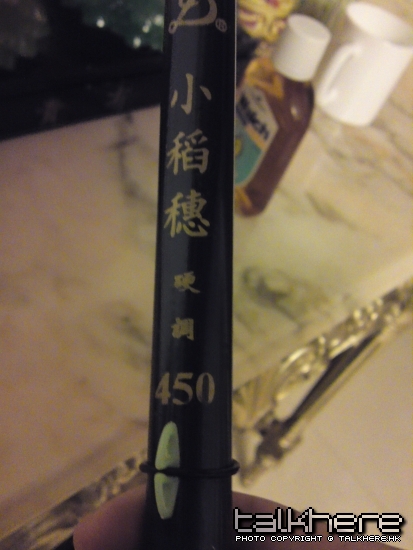 小稻穗
硬調
450
talkhere
PHOTO COPYRIGHT @ TALKHERE.HK